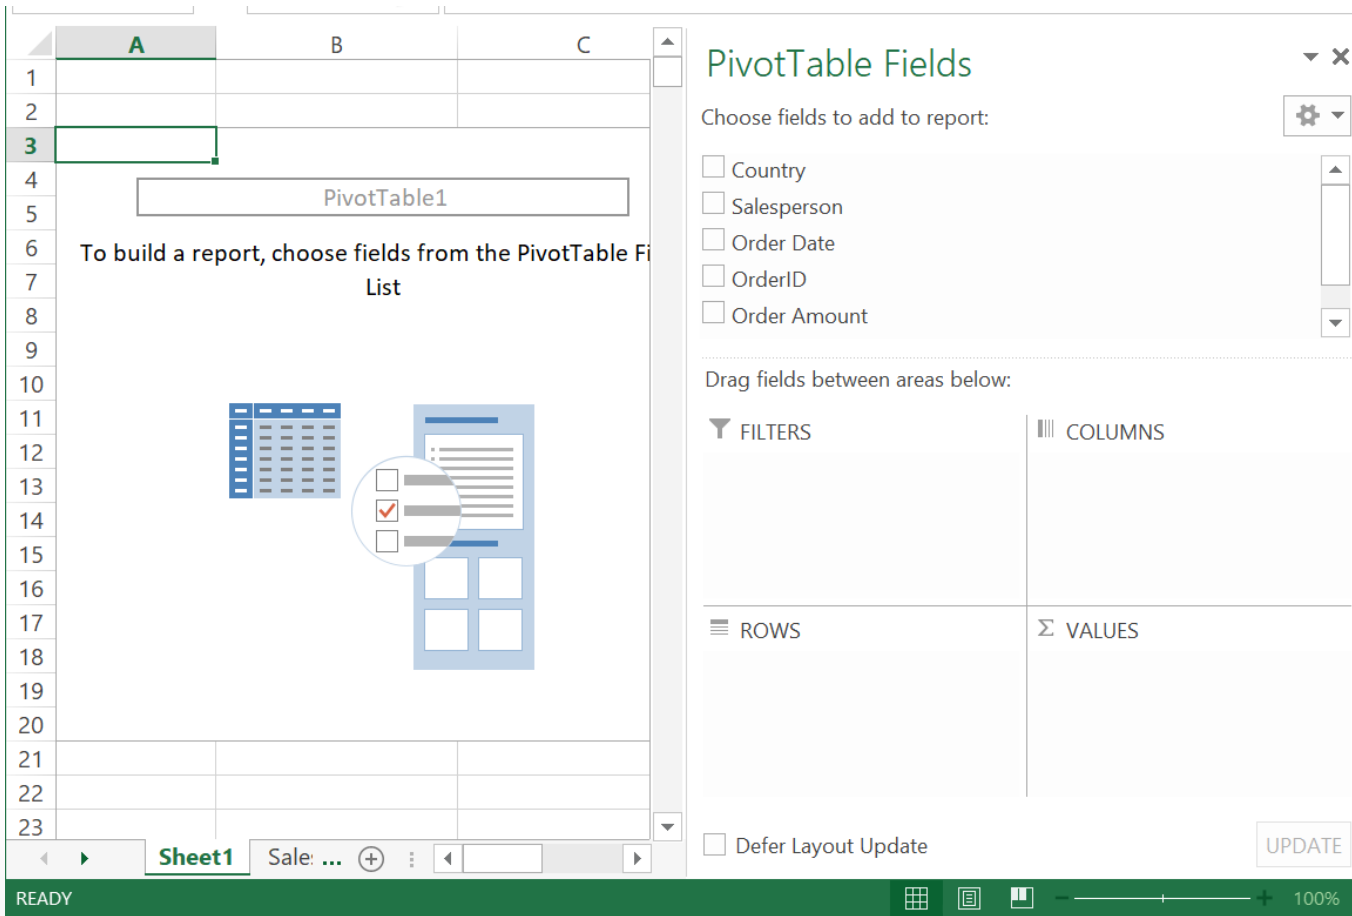 A B C
1
2
3
4
5
6
7
8
9
10
11
12
13
14
15
16
17
18
19
20
21
22
23
PivotTable1
To build a report, choose fields from the PivotTable Fi
List
Sheet1 Sale: ...
READY
PivotTable Fields
Choose fields to add to report:
Country
Salesperson
Order Date
OrderID
Order Amount
Drag fields between areas below:
FILTERS
COLUMNS
ROWS
Σ VALUES
Defer Layout Update
UPDATE
100%